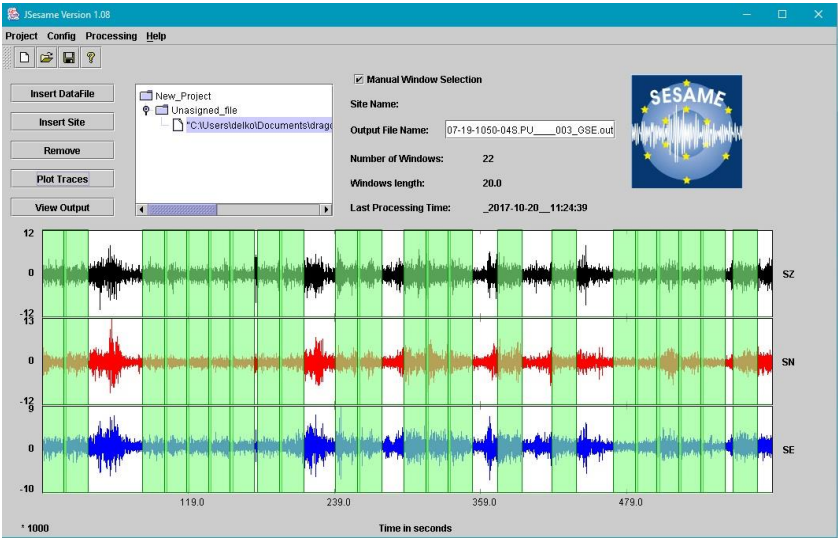 JSesame Version 1.08
Project Config Processing Help
Insert DataFile
Insert Site
Remove
Plot Traces
View Output
New_Project
Unasigned_file
"C:\Users\delko\Documents\drago
Manual Window Selection
Site Name:
Output File Name: 07-19-1050-04S.PU____003_GSE.out
Number of Windows: 22
Windows length: 20.0
Last Processing Time: _2017-10-20__11:24:39
SESAME
12
0
-12
SZ
13
0
-12
SN
9
0
-10
SE
119.0 239.0 359.0 479.0
* 1000 Time in seconds